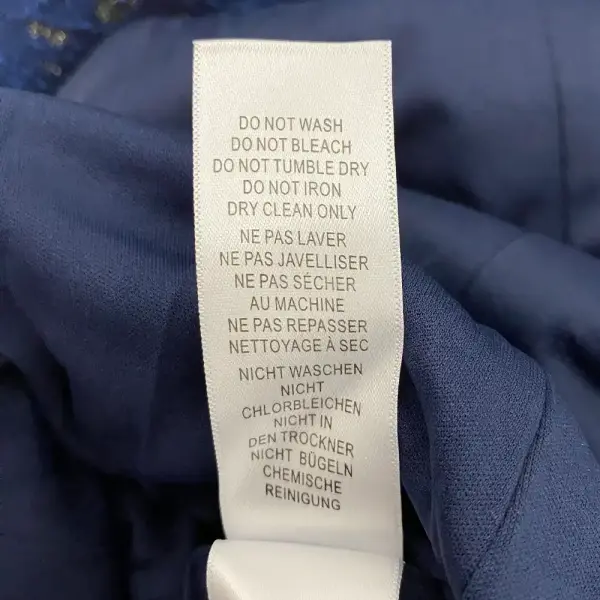 DO NOT WASH
DO NOT BLEACH
DO NOT TUMBLE DRY
DO NOT IRON
DRY CLEAN ONLY
NE PAS LAVER
NE PAS JAVELLISER
NE PAS SÉCHER
AU MACHINE
NE PAS REPASSER
NETTOYAGE À SEC
NICHT WASCHEN
NICHT
CHLORBLEICHEN
NICHT IN
DEN TROCKNER
NICHT BÜGELN
CHEMISCHE
REINIGUNG